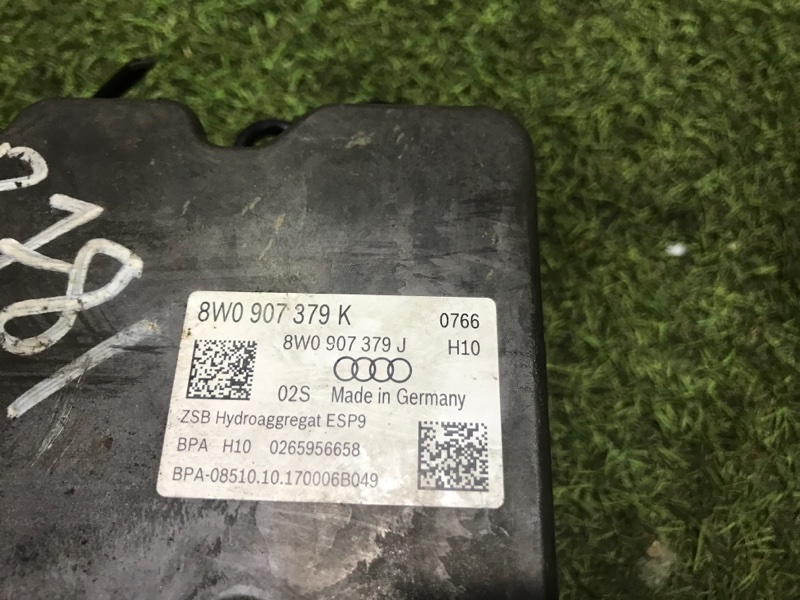 8W0 907 379 K 0766
8W0 907 379 J H10
02S Made in Germany
ZSB Hydroaggregat ESP9
BPA H10 0265956658
BPA-08510.10.170006B049